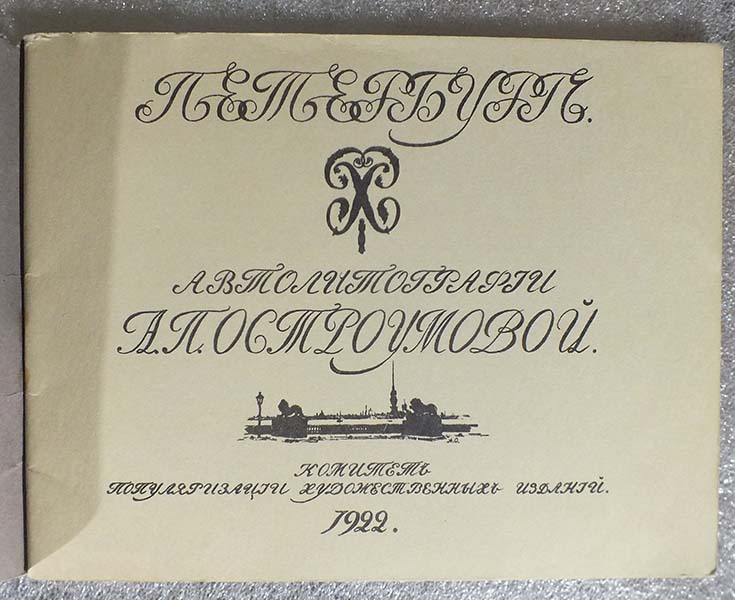 ПЕТЕРБУРГЪ.
АВТОЛИТОГРАФІИ
А.П.ОСТРОУМОВОЙ.
КОМИТЕТЪ
ПОПУЛЯРИЗАЦІИ ХУДОЖЕСТВЕННЫХЪ ИЗДАНІЙ.
1922.